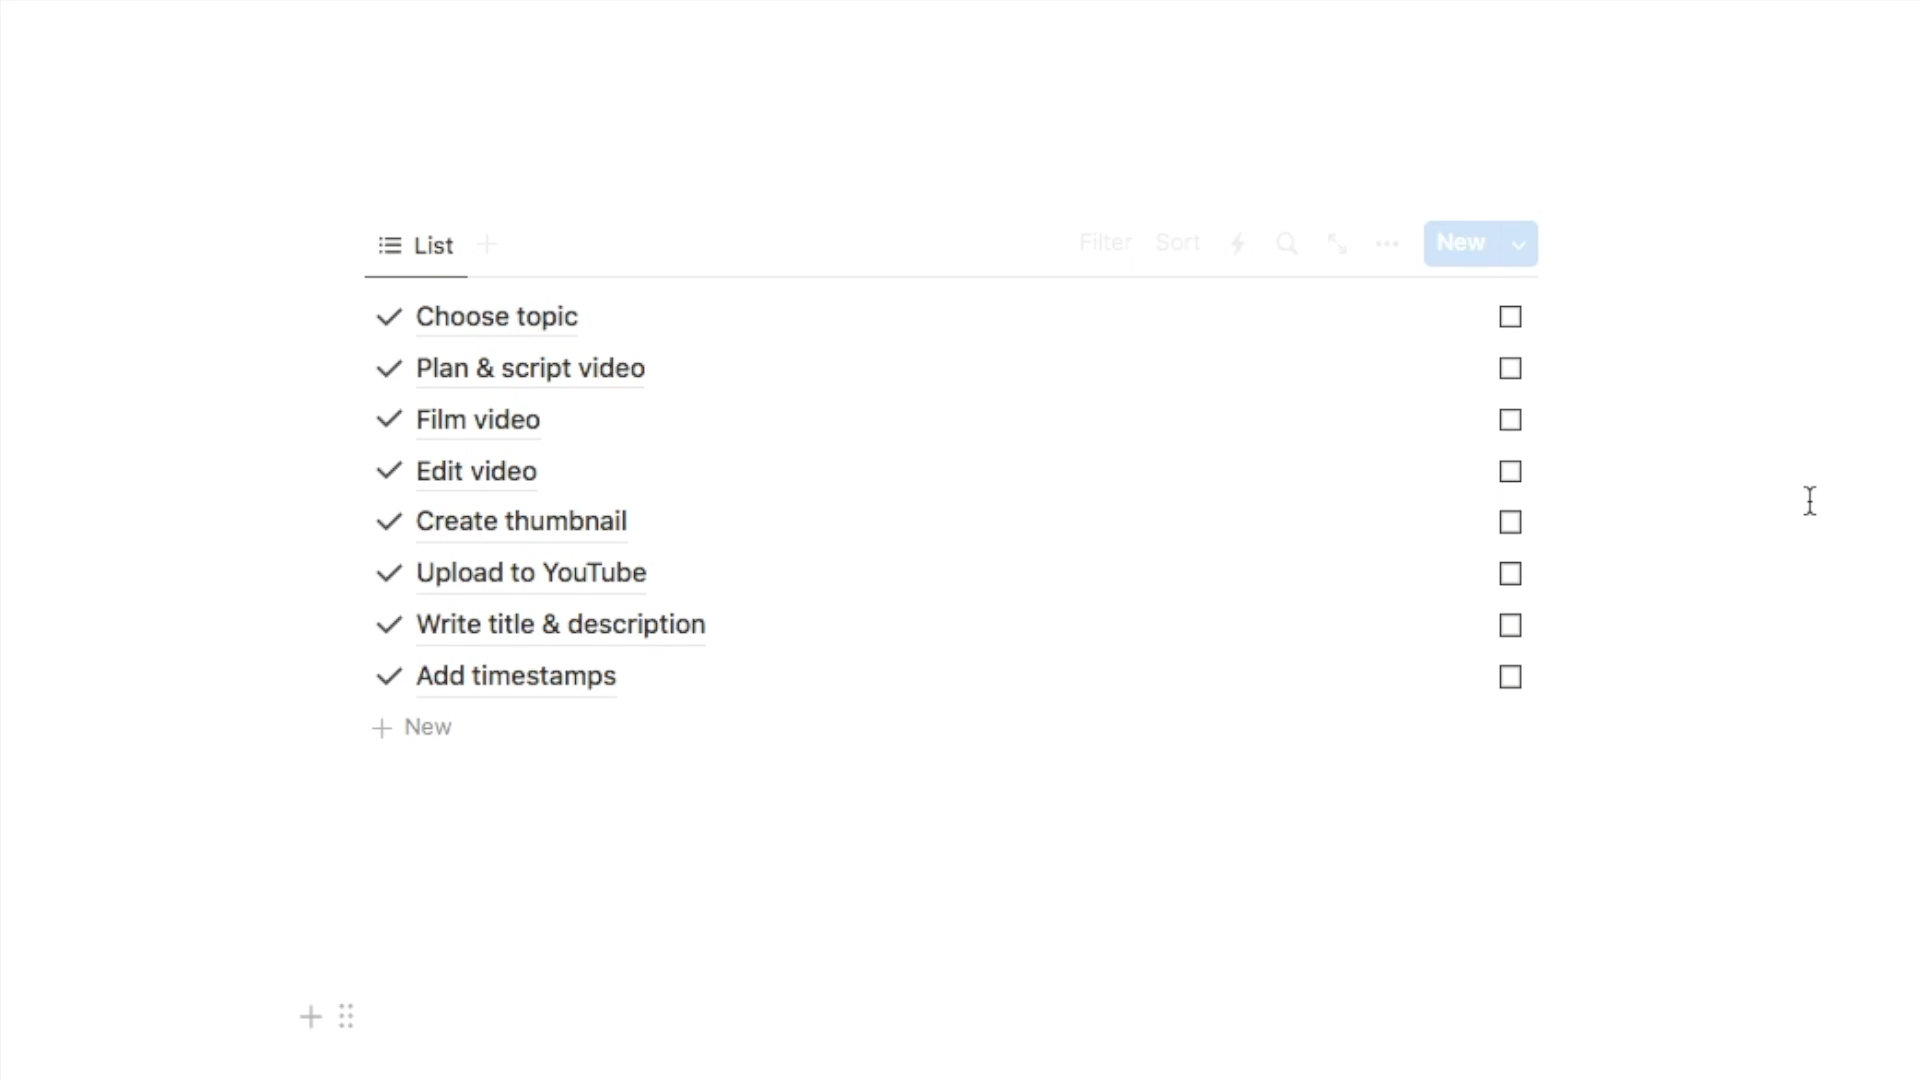 List
Filter Sort New
Choose topic
Plan & script video
Film video
Edit video
Create thumbnail
Upload to YouTube
Write title & description
Add timestamps
New